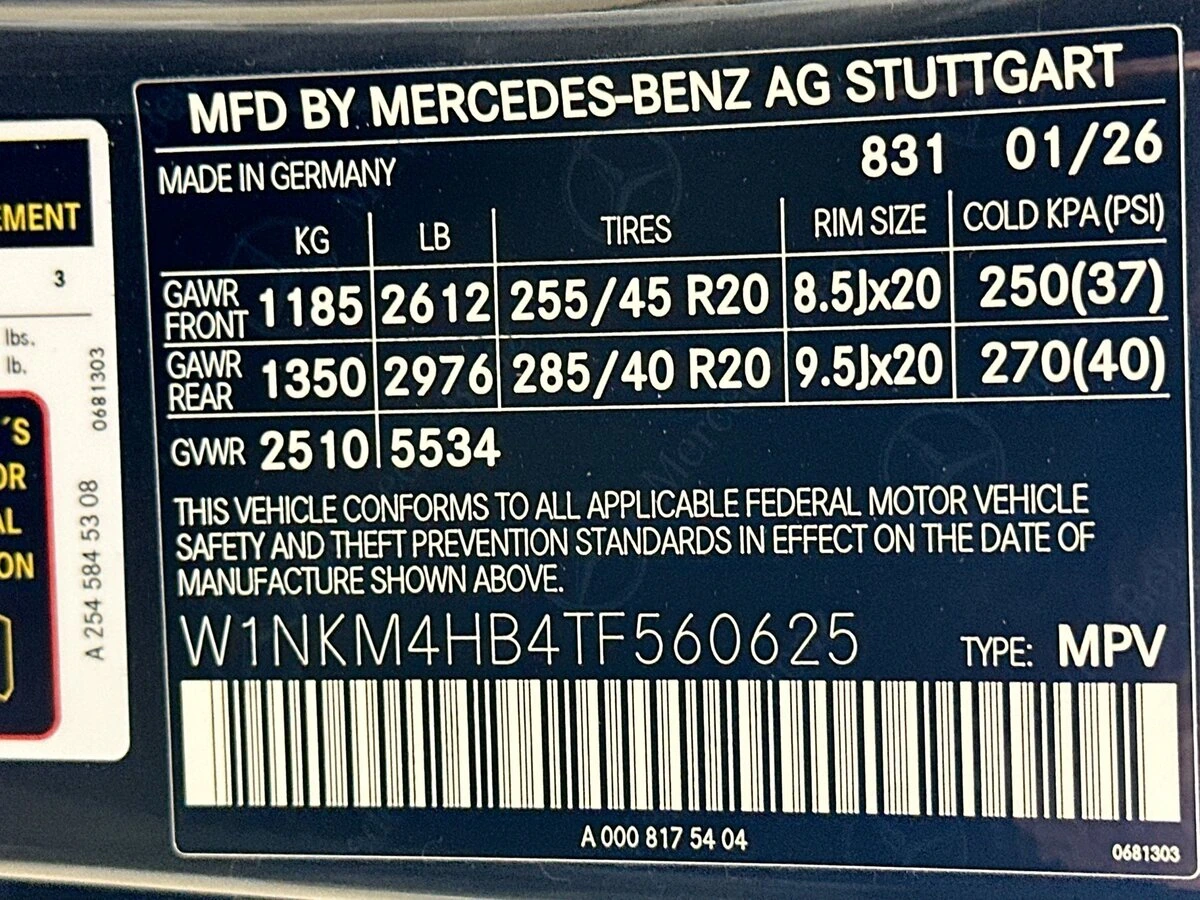 MFD BY MERCEDES-BENZ AG STUTTGART
MADE IN GERMANY 831 01/26
KG LB TIRES RIM SIZE COLD KPA (PSI)
GAWR FRONT 1185 2612 255/45 R20 8.5Jx20 250(37)
GAWR REAR 1350 2976 285/40 R20 9.5Jx20 270(40)
GVWR 2510 5534
THIS VEHICLE CONFORMS TO ALL APPLICABLE FEDERAL MOTOR VEHICLE
SAFETY AND THEFT PREVENTION STANDARDS IN EFFECT ON THE DATE OF
MANUFACTURE SHOWN ABOVE.
W1NKM4HB4TF560625 TYPE: MPV
A 000 817 54 04
0681303
EMENT
3
lbs.
lb.
´S
OR
AL
ON
0681303
A 254 584 53 08